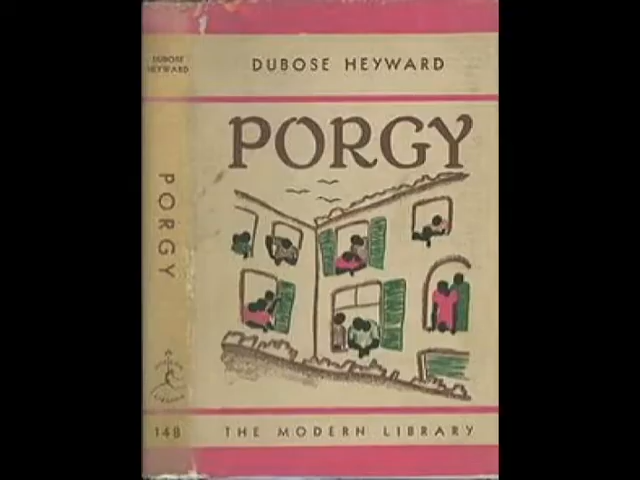 DUBOSE
HEYWARD
PORGY
148
DUBOSE HEYWARD
PORGY
THE MODERN LIBRARY